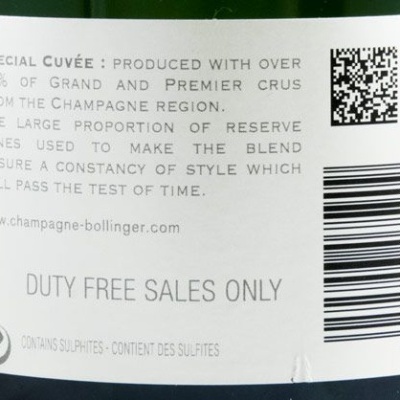 ECIAL CUVÉE : PRODUCED WITH OVER
% OF GRAND AND PREMIER CRUS
OM THE CHAMPAGNE REGION.
E LARGE PROPORTION OF RESERVE
NES USED TO MAKE THE BLEND
SURE A CONSTANCY OF STYLE WHICH
LL PASS THE TEST OF TIME.
w.champagne-bollinger.com
DUTY FREE SALES ONLY
CONTAINS SULPHITES - CONTIENT DES SULFITES